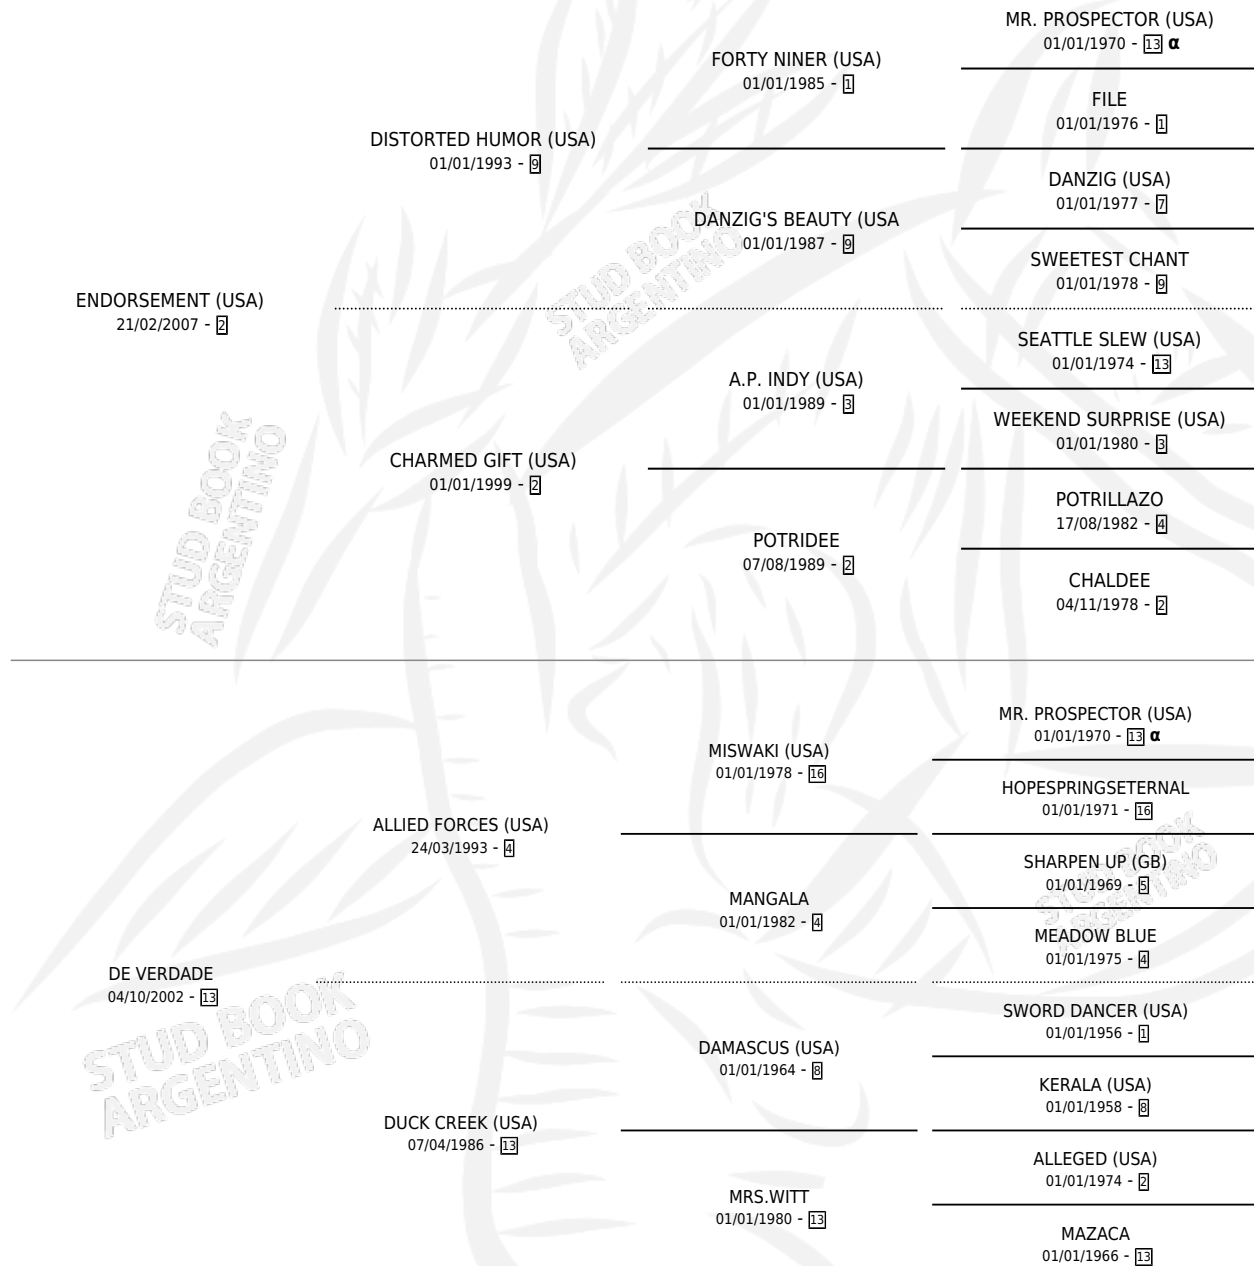 MR. PROSPECTOR (USA)
01/01/1970 - 13 α
FORTY NINER (USA)
01/01/1985 - 1
FILE
01/01/1976 - 1
DISTORTED HUMOR (USA)
01/01/1993 - 9
DANZIG (USA)
01/01/1977 - 7
DANZIG'S BEAUTY (USA
01/01/1987 - 9
SWEETEST CHANT
01/01/1978 - 9
ENDORSEMENT (USA)
21/02/2007 - 2
SEATTLE SLEW (USA)
01/01/1974 - 13
A.P. INDY (USA)
01/01/1989 - 3
WEEKEND SURPRISE (USA)
01/01/1980 - 3
CHARMED GIFT (USA)
01/01/1999 - 2
POTRILLAZO
17/08/1982 - 4
POTRIDEE
07/08/1989 - 2
CHALDEE
04/11/1978 - 2
MR. PROSPECTOR (USA)
01/01/1970 - 13 α
MISWAKI (USA)
01/01/1978 - 16
HOPESPRINGSETERNAL
01/01/1971 - 16
ALLIED FORCES (USA)
24/03/1993 - 4
SHARPEN UP (GB)
01/01/1969 - 5
MANGALA
01/01/1982 - 4
MEADOW BLUE
01/01/1975 - 4
DE VERDADE
04/10/2002 - 13
SWORD DANCER (USA)
01/01/1956 - 1
DAMASCUS (USA)
01/01/1964 - 8
KERALA (USA)
01/01/1958 - 8
DUCK CREEK (USA)
07/04/1986 - 13
ALLEGED (USA)
01/01/1974 - 2
MRS.WITT
01/01/1980 - 13
MAZACA
01/01/1966 - 13
STUD BOOK
ARGENTINO
STUD BOOK
ARGENTINO
STUD BOOK
ARGENTINO
STUD BOOK
ARGENTINO